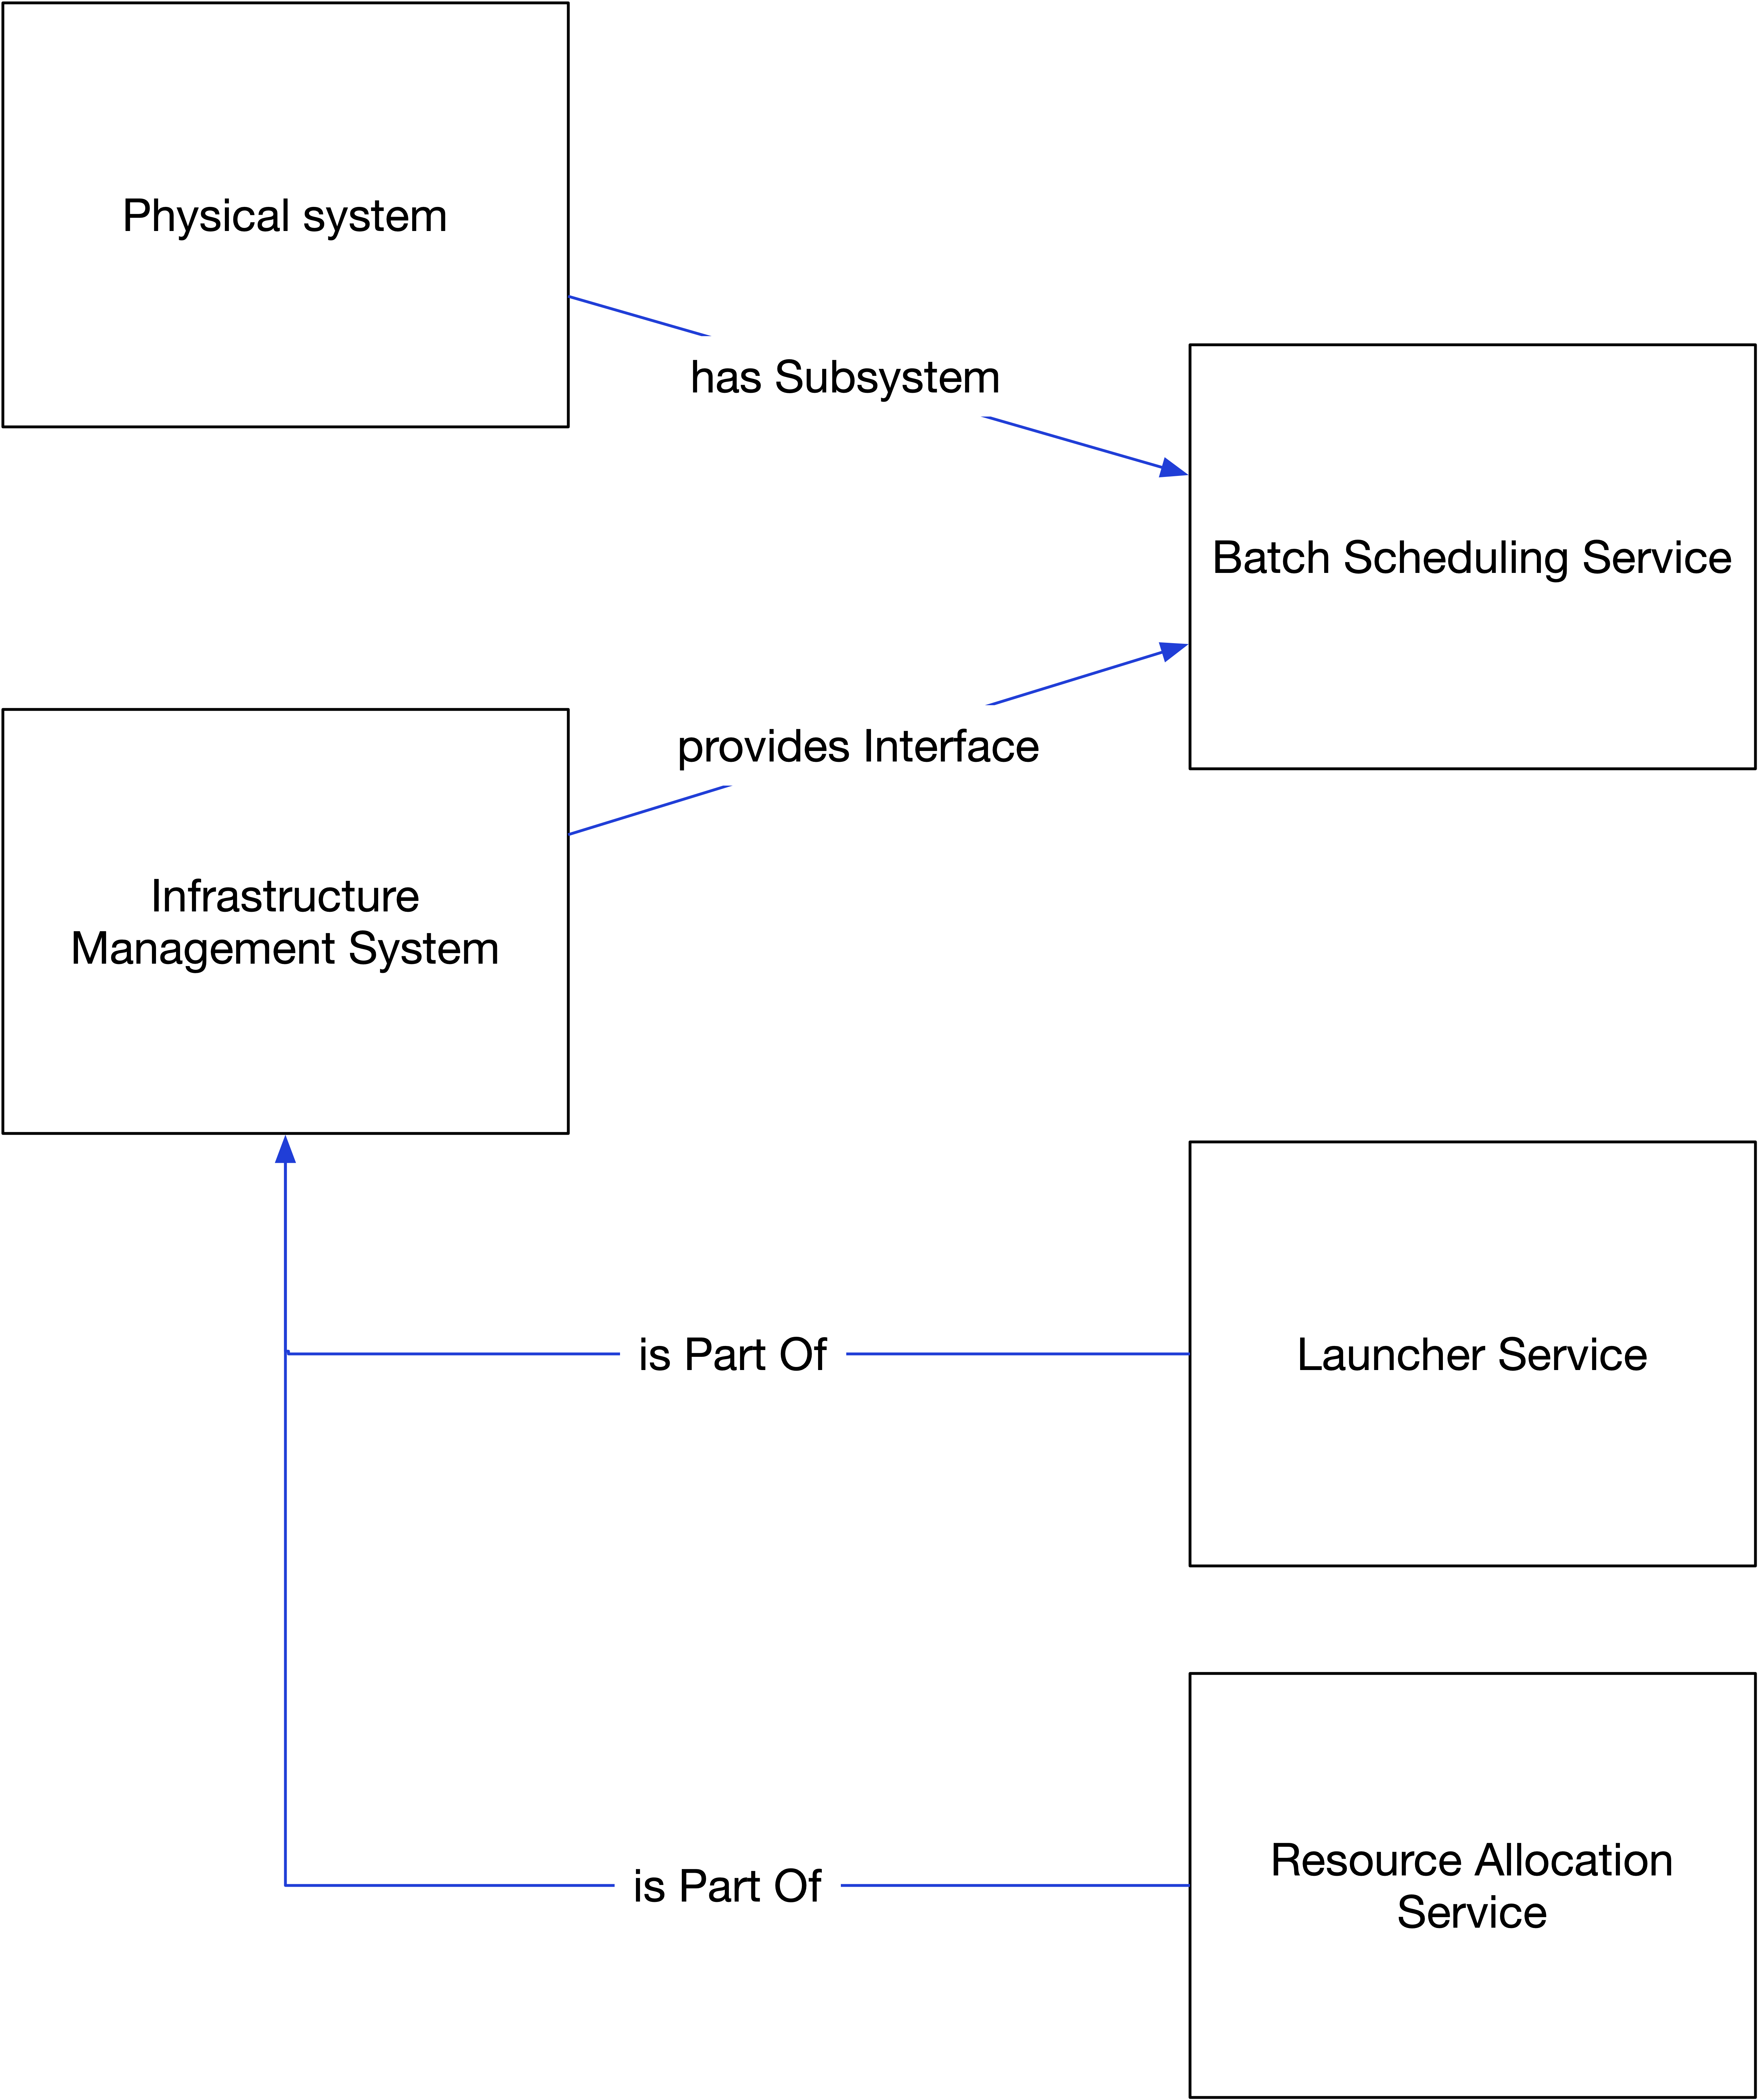 Physical system
has Subsystem
Batch Scheduling Service
provides Interface
Infrastructure
Management System
is Part Of
Launcher Service
is Part Of
Resource Allocation
Service